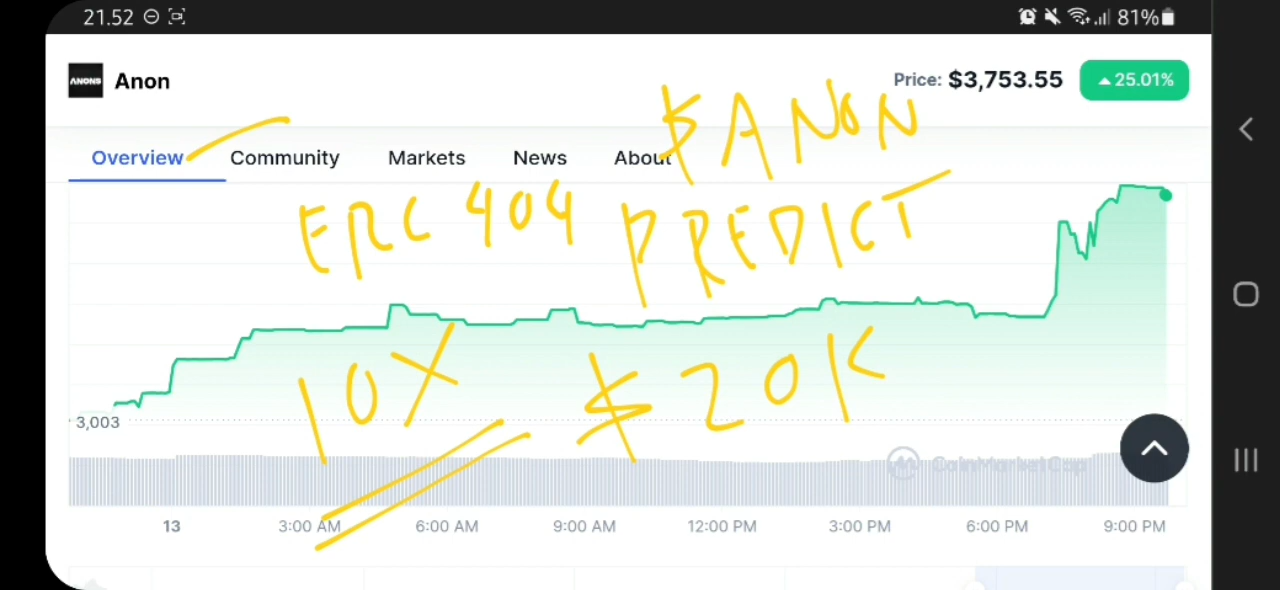 21.52 81%
ANONS Anon Price: $3,753.55 25.01%
$ANON
Overview Community Markets News About
ERC 404 PREDICT
10X $20K
3,003
CoinMarketCap
13 3:00 AM 6:00 AM 9:00 AM 12:00 PM 3:00 PM 6:00 PM 9:00 PM